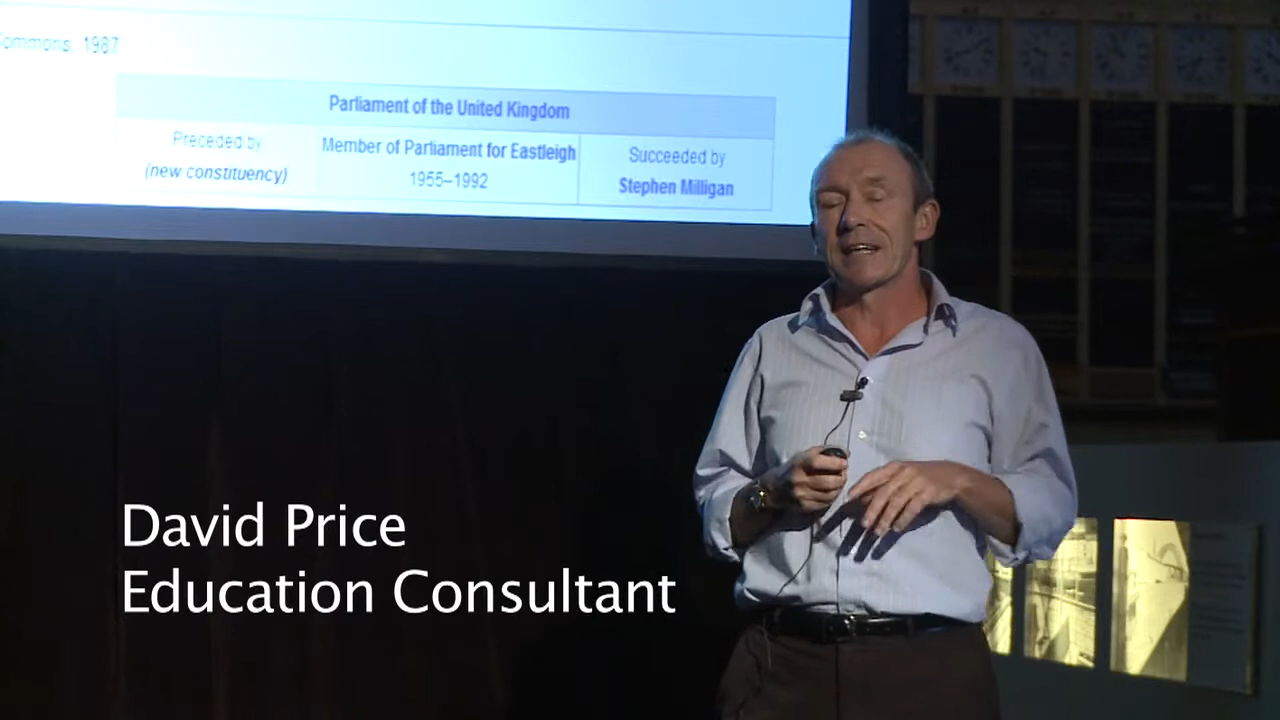 Commons, 1987
Parliament of the United Kingdom
Preceded by
(new constituency)
Member of Parliament for Eastleigh
1955–1992
Succeeded by
Stephen Milligan
David Price
Education Consultant